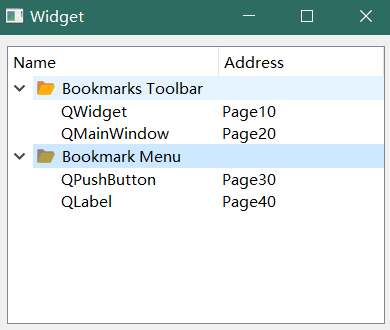 Widget
Name Address
Bookmarks Toolbar
QWidget Page10
QMainWindow Page20
Bookmark Menu
QPushButton Page30
QLabel Page40